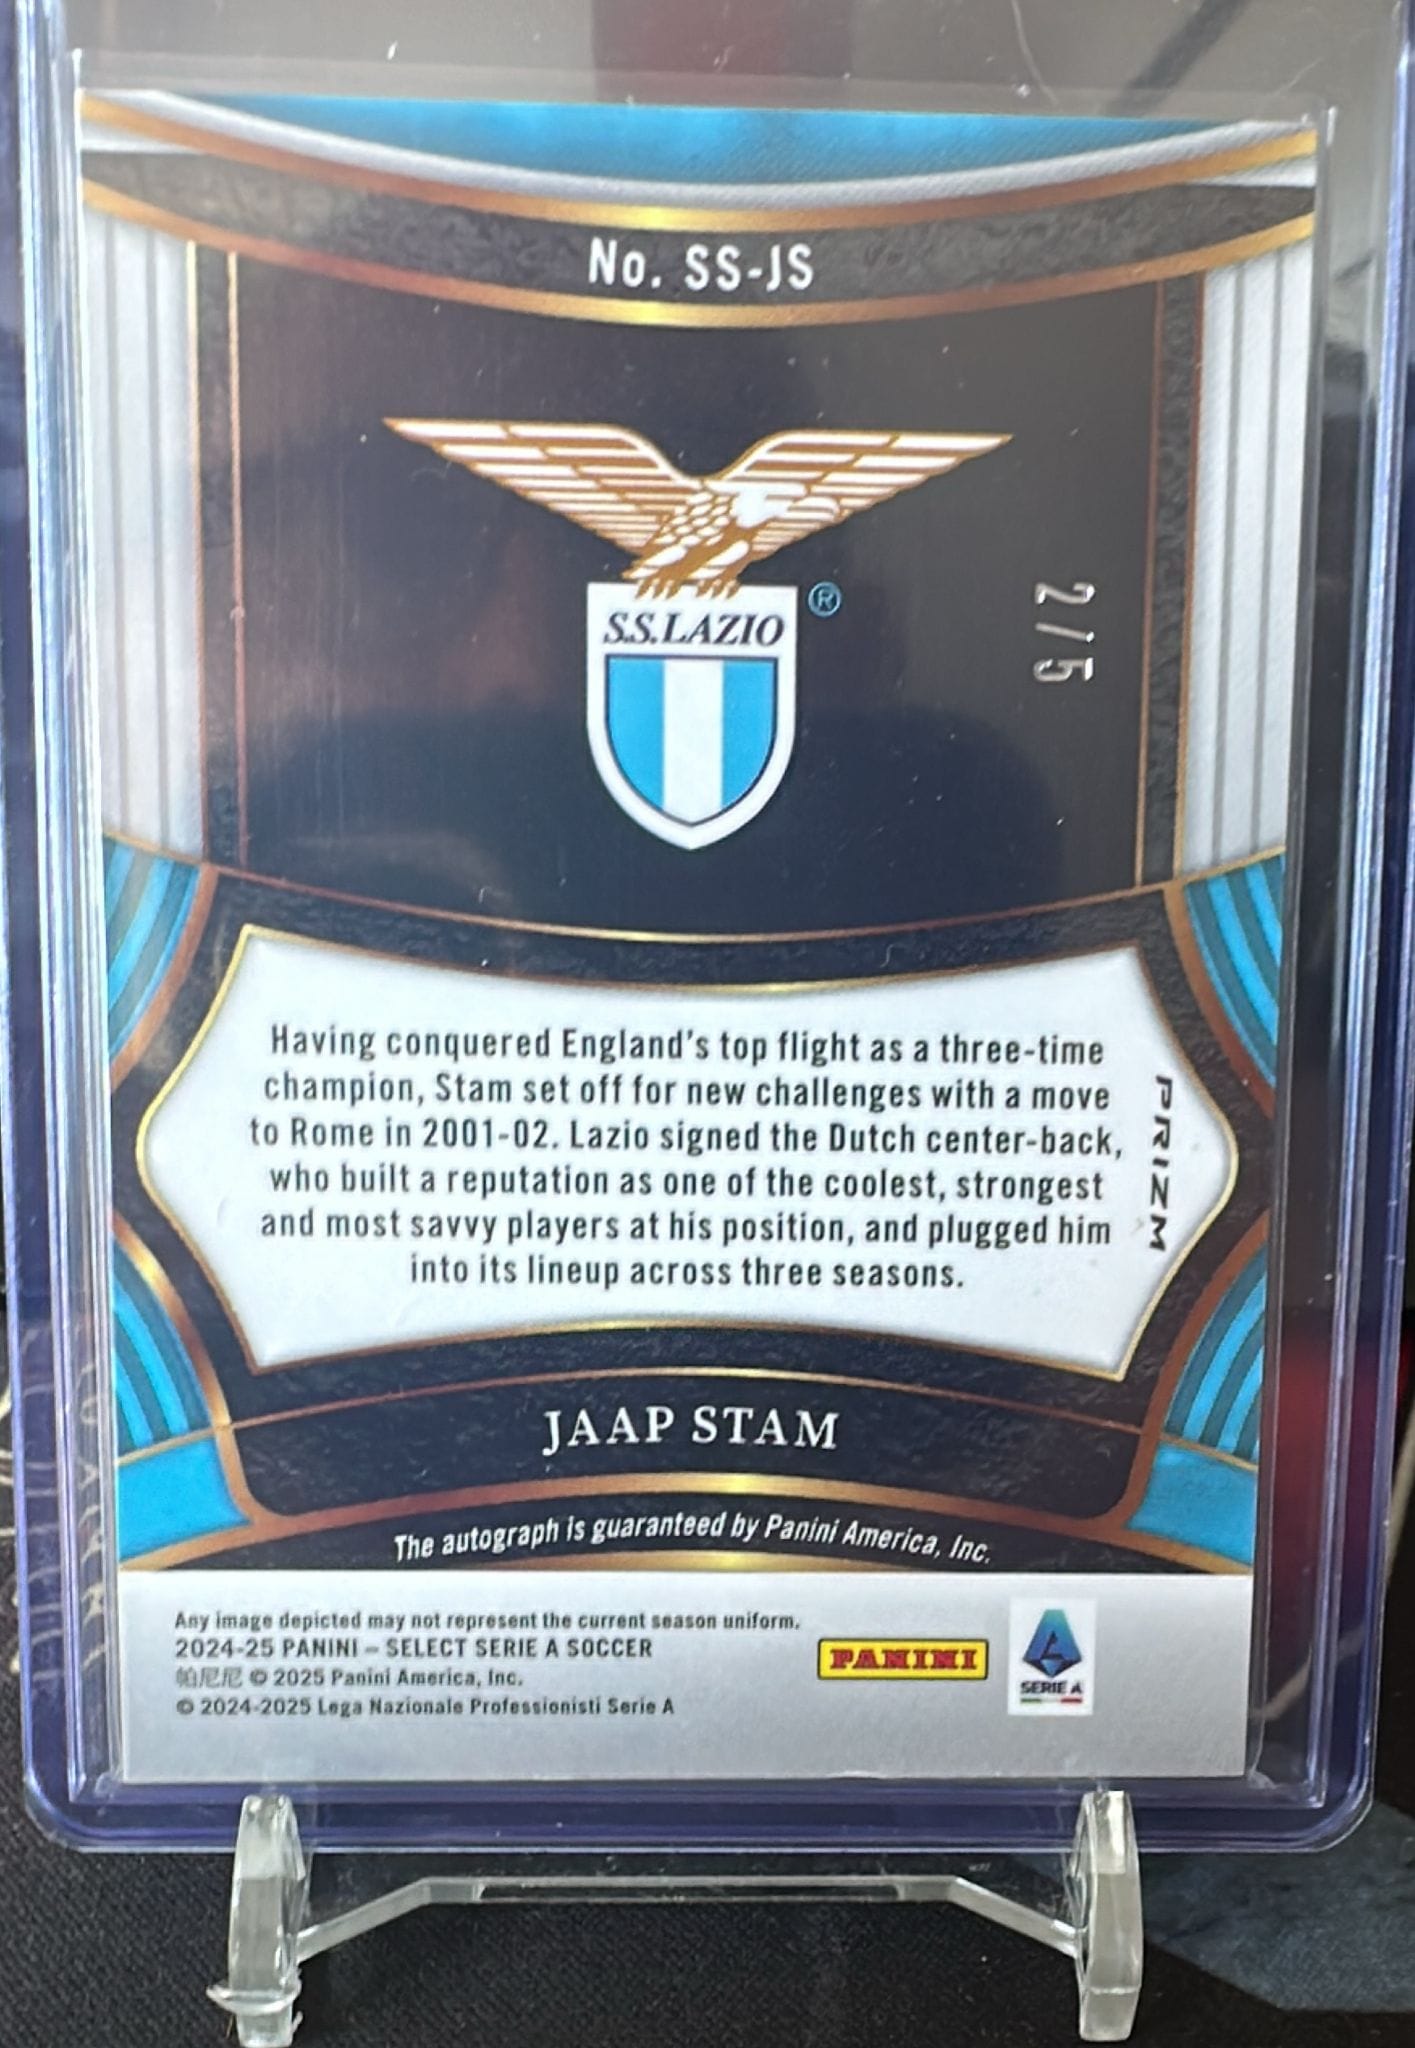 No. SS-JS
S.S.LAZIO
®
2/5
Having conquered England's top flight as a three-time
champion, Stam set off for new challenges with a move
to Rome in 2001-02. Lazio signed the Dutch center-back,
who built a reputation as one of the coolest, strongest
and most savvy players at his position, and plugged him
into its lineup across three seasons.
PRIZM
JAAP STAM
The autograph is guaranteed by Panini America, Inc.
Any image depicted may not represent the current season uniform.
2024-25 PANINI – SELECT SERIE A SOCCER
帕尼尼 © 2025 Panini America, Inc.
© 2024-2025 Lega Nazionale Professionisti Serie A
PANINI
SERIE A